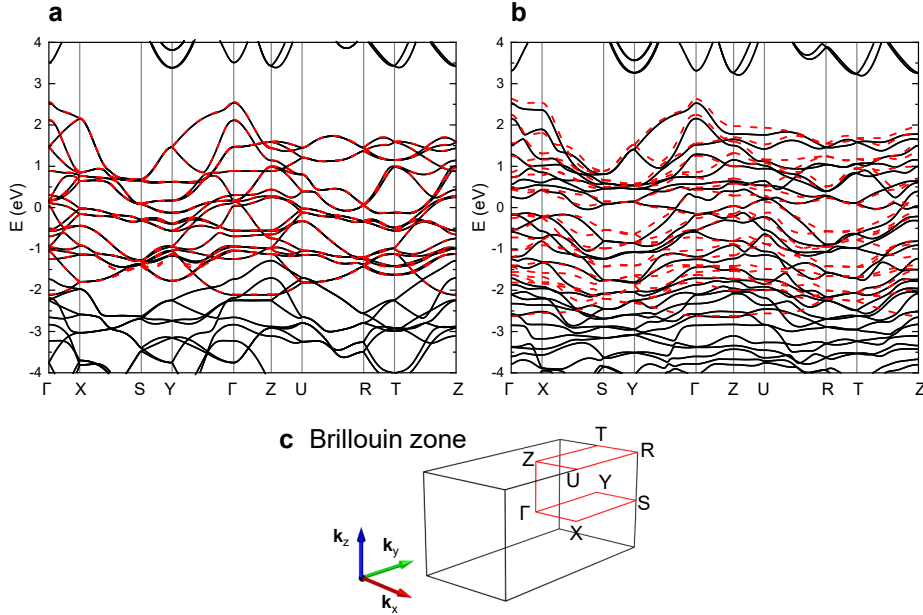 a
b
4
3
2
1
0
-1
-2
-3
-4
E (eV)
Γ X S Y Γ Z U R T Z
4
3
2
1
0
-1
-2
-3
-4
E (eV)
Γ X S Y Γ Z U R T Z
c Brillouin zone
T
Z
R
U
Y
Γ
S
X
kz
ky
kx